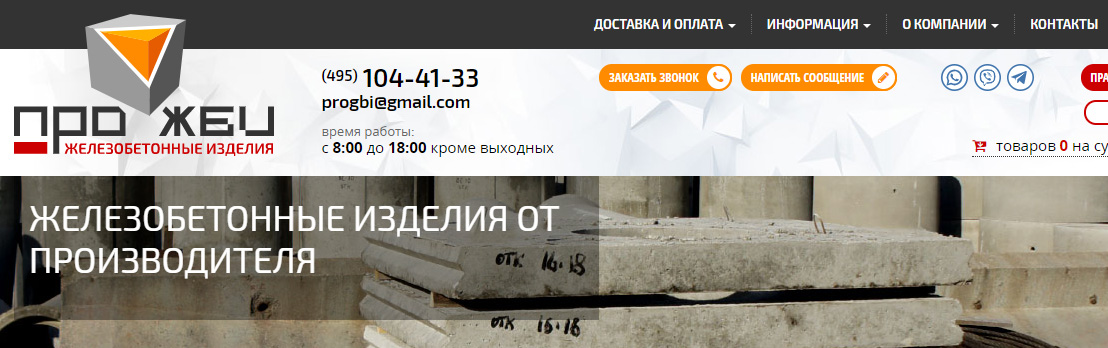 ДОСТАВКА И ОПЛАТА ИНФОРМАЦИЯ О КОМПАНИИ КОНТАКТЫ
ПРО ЖБИ
ЖЕЛЕЗОБЕТОННЫЕ ИЗДЕЛИЯ
(495) 104-41-33
progbi@gmail.com
время работы:
с 8:00 до 18:00 кроме выходных
ЗАКАЗАТЬ ЗВОНОК
НАПИСАТЬ СООБЩЕНИЕ
ПРА
товаров 0 на су
ЖЕЛЕЗОБЕТОННЫЕ ИЗДЕЛИЯ ОТ
ПРОИЗВОДИТЕЛЯ
ОТК 16.18
ОТК 16.18